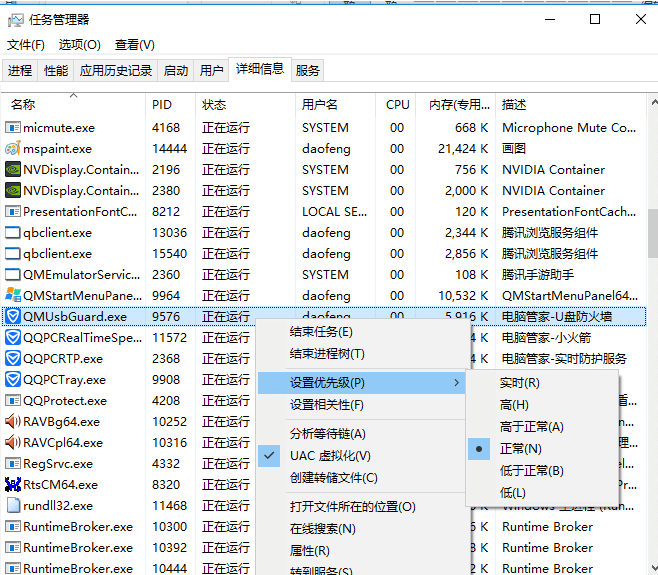 任务管理器
文件(F) 选项(O) 查看(V)
进程 性能 应用历史记录 启动 用户 详细信息 服务
名称 PID 状态 用户名 CPU 内存(专用... 描述
micmute.exe 4168 正在运行 SYSTEM 00 668 K Microphone Mute Co...
mspaint.exe 14444 正在运行 daofeng 00 21,424 K 画图
NVDisplay.Contain... 2196 正在运行 SYSTEM 00 756 K NVIDIA Container
NVDisplay.Contain... 2380 正在运行 SYSTEM 00 2,000 K NVIDIA Container
PresentationFontC... 8212 正在运行 LOCAL SE... 00 120 K PresentationFontCach...
qbclient.exe 13036 正在运行 daofeng 00 2,344 K 腾讯浏览服务组件
qbclient.exe 15540 正在运行 daofeng 00 2,856 K 腾讯浏览服务组件
QMEmulatorServic... 2360 正在运行 SYSTEM 00 108 K 腾讯手游助手
QMStartMenuPane... 9964 正在运行 daofeng 00 10,532 K QMStartMenuPanel64...
QMUsbGuard.exe 9576 正在运行 daofeng 00 5,916 K 电脑管家-U盘防火墙
QQPCRealTimeSpe... 11572 正在运行 结束任务(E) 4 K 电脑管家-小火箭
QQPCRTP.exe 2368 正在运行 结束进程树(T) 4 K 电脑管家-实时防护服务
QQPCTray.exe 9908 正在运行 设置优先级(P) 实时(R)
QQProtect.exe 4208 正在运行 设置相关性(F) 高(H)
RAVBg64.exe 10252 正在运行 分析等待链(A) 高于正常(A)
RAVCpl64.exe 10316 正在运行 UAC 虚拟化(V) 正常(N)
RegSrvc.exe 4332 正在运行 创建转储文件(C) 低于正常(B)
RtsCM64.exe 8320 正在运行 低(L)
rundll32.exe 11468 正在运行 打开文件所在的位置(O)
RuntimeBroker.exe 10300 正在运行 在线搜索(N) 6 K Runtime Broker
RuntimeBroker.exe 10392 正在运行 属性(R) K Runtime Broker
RuntimeBroker.exe 10444 正在运行 转到服务(S) K Runtime Broker